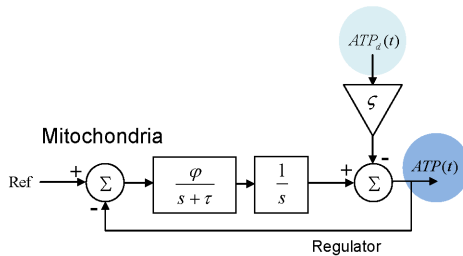 ATP_d(t)
ς
Mitochondria
Ref
+
-
Σ
φ
s + τ
1
s
+
-
Σ
ATP(t)
Regulator